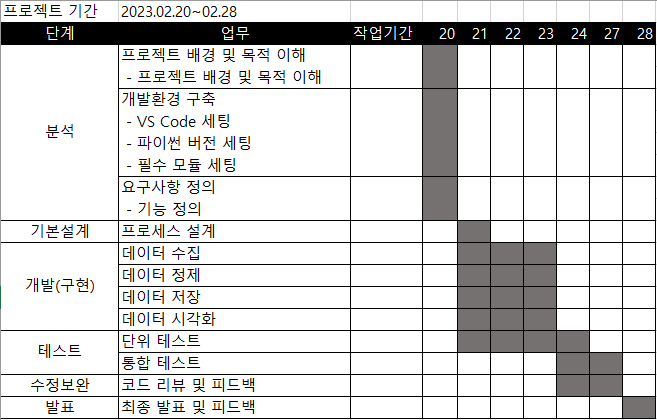 프로젝트 기간 2023.02.20~02.28
단계 업무 작업기간 20 21 22 23 24 27 28
분석 프로젝트 배경 및 목적 이해
- 프로젝트 배경 및 목적 이해
개발환경 구축
- VS Code 세팅
- 파이썬 버전 세팅
- 필수 모듈 세팅
요구사항 정의
- 기능 정의
기본설계 프로세스 설계
개발(구현) 데이터 수집
데이터 정제
데이터 저장
데이터 시각화
테스트 단위 테스트
통합 테스트
수정보완 코드 리뷰 및 피드백
발표 최종 발표 및 피드백